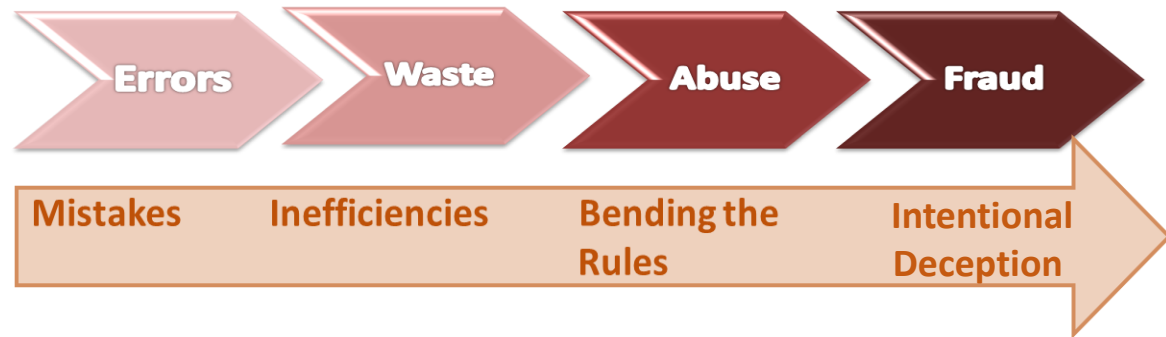 Errors Waste Abuse Fraud
Mistakes Inefficiencies Bending the Intentional
Rules Deception